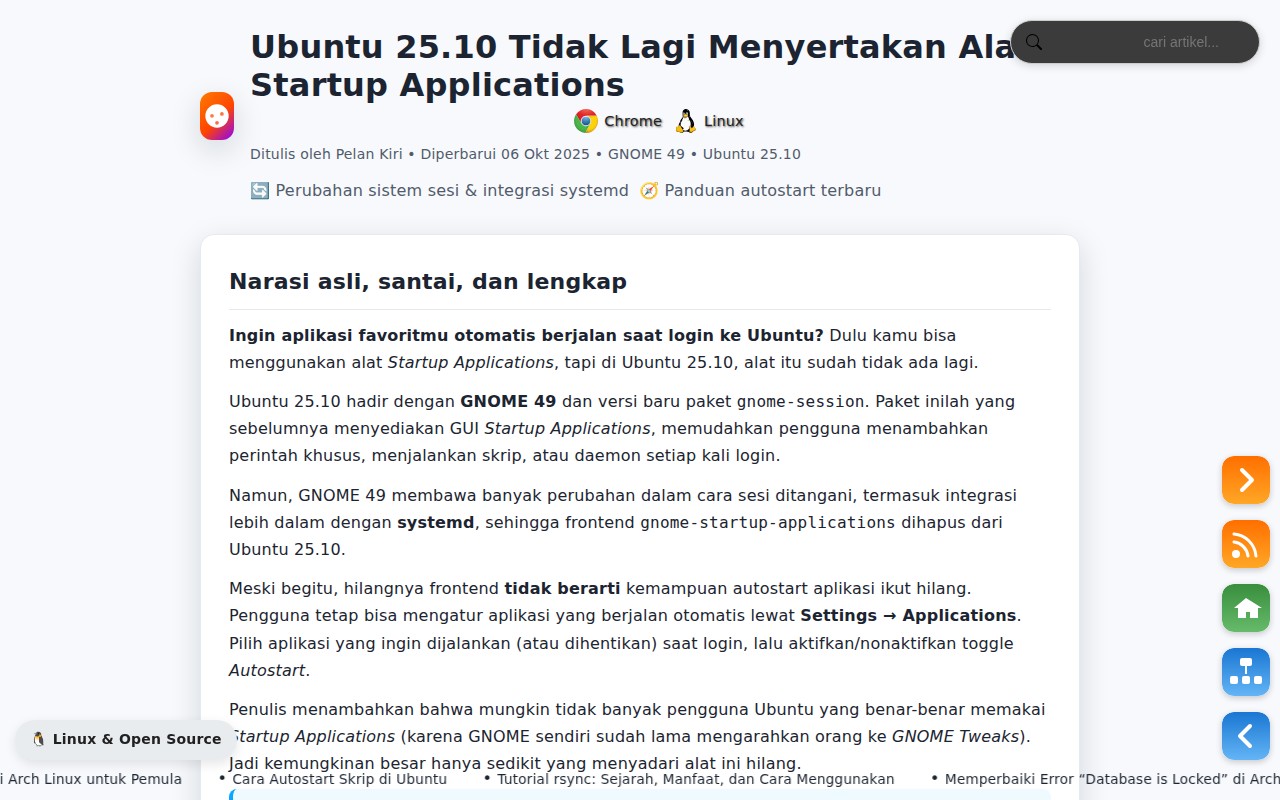 Ubuntu 25.10 Tidak Lagi Menyertakan Ala
Startup Applications
cari artikel...
Chrome Linux
Ditulis oleh Pelan Kiri • Diperbarui 06 Okt 2025 • GNOME 49 • Ubuntu 25.10
🔄 Perubahan sistem sesi & integrasi systemd 🧭 Panduan autostart terbaru
Narasi asli, santai, dan lengkap
Ingin aplikasi favoritmu otomatis berjalan saat login ke Ubuntu? Dulu kamu bisa
menggunakan alat Startup Applications, tapi di Ubuntu 25.10, alat itu sudah tidak ada lagi.
Ubuntu 25.10 hadir dengan GNOME 49 dan versi baru paket gnome-session. Paket inilah yang
sebelumnya menyediakan GUI Startup Applications, memudahkan pengguna menambahkan
perintah khusus, menjalankan skrip, atau daemon setiap kali login.
Namun, GNOME 49 membawa banyak perubahan dalam cara sesi ditangani, termasuk integrasi
lebih dalam dengan systemd, sehingga frontend gnome-startup-applications dihapus dari
Ubuntu 25.10.
Meski begitu, hilangnya frontend tidak berarti kemampuan autostart aplikasi ikut hilang.
Pengguna tetap bisa mengatur aplikasi yang berjalan otomatis lewat Settings → Applications.
Pilih aplikasi yang ingin dijalankan (atau dihentikan) saat login, lalu aktifkan/nonaktifkan toggle
Autostart.
Penulis menambahkan bahwa mungkin tidak banyak pengguna Ubuntu yang benar-benar memakai
Startup Applications (karena GNOME sendiri sudah lama mengarahkan orang ke GNOME Tweaks).
Jadi kemungkinan besar hanya sedikit yang menyadari alat ini hilang.
🐧 Linux & Open Source
i Arch Linux untuk Pemula • Cara Autostart Skrip di Ubuntu • Tutorial rsync: Sejarah, Manfaat, dan Cara Menggunakan • Memperbaiki Error “Database is Locked” di Arch